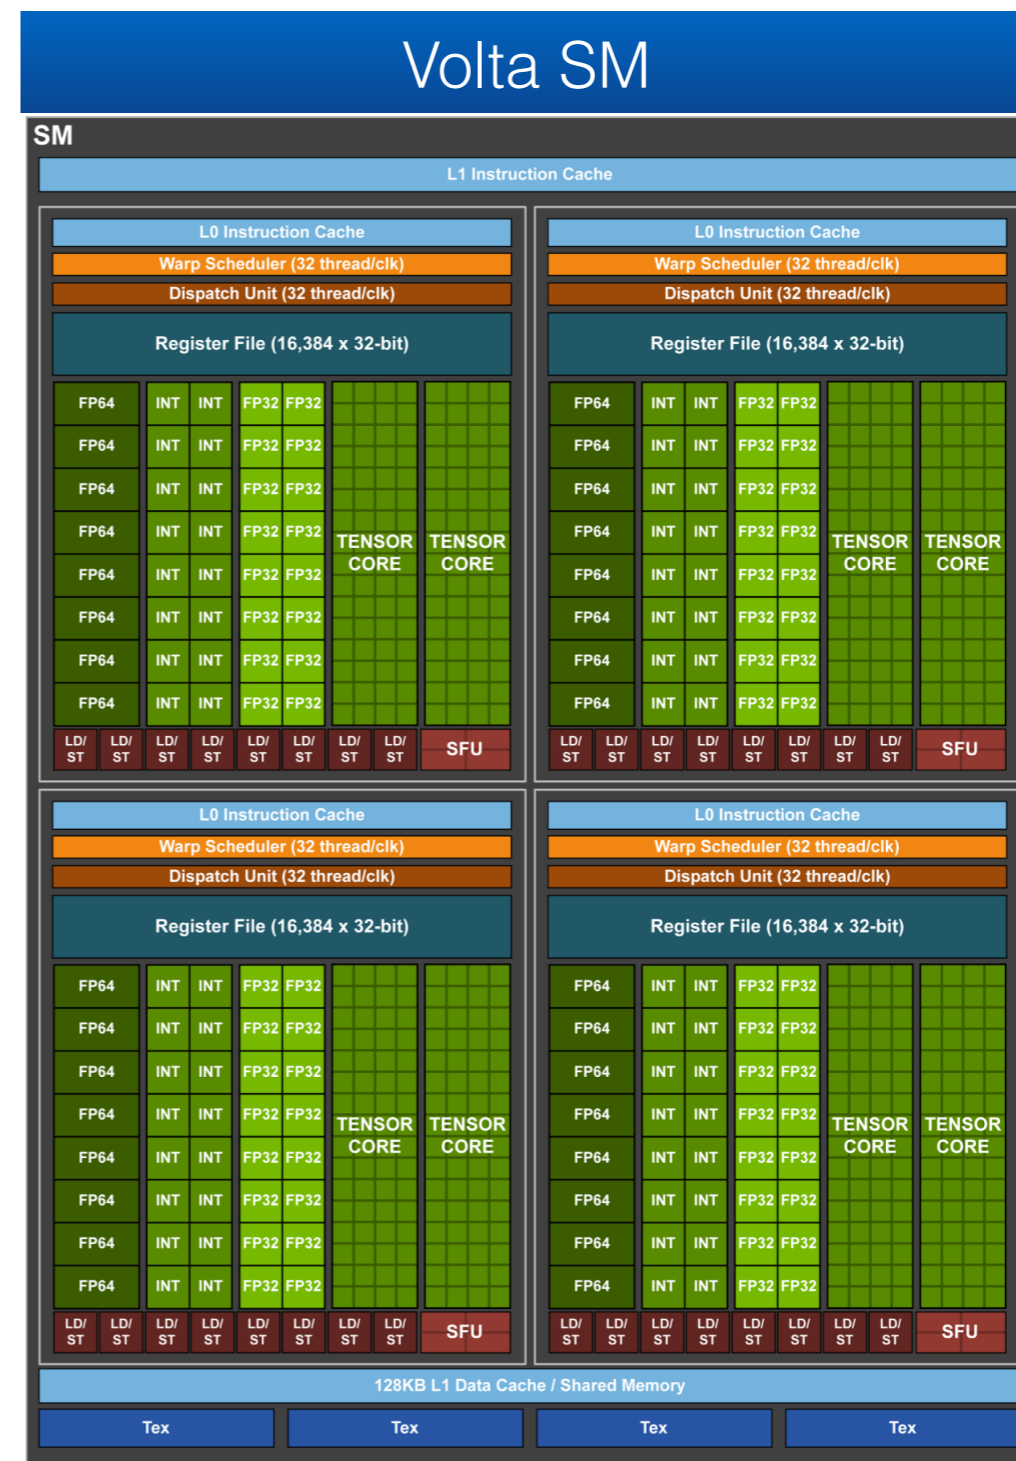 Volta SM
SM
L1 Instruction Cache
L0 Instruction Cache L0 Instruction Cache
Warp Scheduler (32 thread/clk) Warp Scheduler (32 thread/clk)
Dispatch Unit (32 thread/clk) Dispatch Unit (32 thread/clk)
Register File (16,384 x 32-bit) Register File (16,384 x 32-bit)
FP64 INT INT FP32 FP32 FP64 INT INT FP32 FP32
FP64 INT INT FP32 FP32 FP64 INT INT FP32 FP32
FP64 INT INT FP32 FP32 FP64 INT INT FP32 FP32
FP64 INT INT FP32 FP32 TENSOR TENSOR FP64 INT INT FP32 FP32 TENSOR TENSOR
FP64 INT INT FP32 FP32 CORE CORE FP64 INT INT FP32 FP32 CORE CORE
FP64 INT INT FP32 FP32 FP64 INT INT FP32 FP32
FP64 INT INT FP32 FP32 FP64 INT INT FP32 FP32
FP64 INT INT FP32 FP32 FP64 INT INT FP32 FP32
LD/ LD/ LD/ LD/ LD/ LD/ LD/ LD/ SFU LD/ LD/ LD/ LD/ LD/ LD/ LD/ LD/ SFU
ST ST ST ST ST ST ST ST ST ST ST ST ST ST ST ST
L0 Instruction Cache L0 Instruction Cache
Warp Scheduler (32 thread/clk) Warp Scheduler (32 thread/clk)
Dispatch Unit (32 thread/clk) Dispatch Unit (32 thread/clk)
Register File (16,384 x 32-bit) Register File (16,384 x 32-bit)
FP64 INT INT FP32 FP32 FP64 INT INT FP32 FP32
FP64 INT INT FP32 FP32 FP64 INT INT FP32 FP32
FP64 INT INT FP32 FP32 FP64 INT INT FP32 FP32
FP64 INT INT FP32 FP32 TENSOR TENSOR FP64 INT INT FP32 FP32 TENSOR TENSOR
FP64 INT INT FP32 FP32 CORE CORE FP64 INT INT FP32 FP32 CORE CORE
FP64 INT INT FP32 FP32 FP64 INT INT FP32 FP32
FP64 INT INT FP32 FP32 FP64 INT INT FP32 FP32
FP64 INT INT FP32 FP32 FP64 INT INT FP32 FP32
LD/ LD/ LD/ LD/ LD/ LD/ LD/ LD/ SFU LD/ LD/ LD/ LD/ LD/ LD/ LD/ LD/ SFU
ST ST ST ST ST ST ST ST ST ST ST ST ST ST ST ST
128KB L1 Data Cache / Shared Memory
Tex Tex Tex Tex